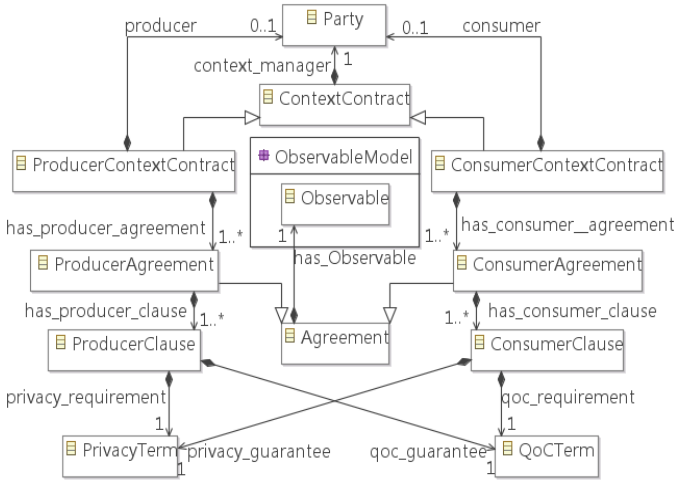 producer
0..1
Party
0..1
consumer
context_manager
1
ContextContract
ProducerContextContract
ObservableModel
ConsumerContextContract
Observable
has_producer_agreement
1..*
1
has_Observable
1..*
has_consumer__agreement
ProducerAgreement
ConsumerAgreement
has_producer_clause
1..*
Agreement
1..*
has_consumer_clause
ProducerClause
ConsumerClause
privacy_requirement
1
qoc_requirement
1
PrivacyTerm
1
privacy_guarantee
qoc_guarantee
1
QoCTerm